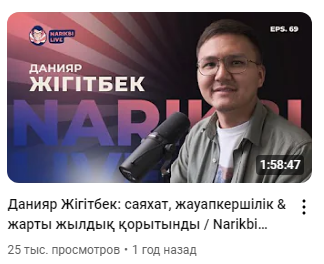 NARIKBI
LIVE
EPS. 69
ДАНИЯР
ЖІГІТБЕК
NARIKBI
LIVE
1:58:47
Данияр Жігітбек: саяхат, жауапкершілік &
жарты жылдық қорытынды / Narikbi...
25 тыс. просмотров • 1 год назад